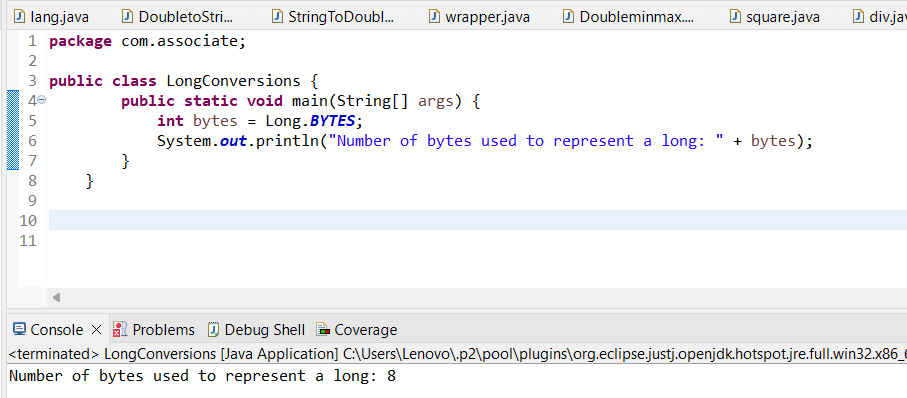 lang.java DoubletoStri... StringToDoubl... wrapper.java Doubleminmax.... square.java div.jav
1 package com.associate;
2
3 public class LongConversions {
4 public static void main(String[] args) {
5 int bytes = Long.BYTES;
6 System.out.println("Number of bytes used to represent a long: " + bytes);
7 }
8 }
9
10
11
Console Problems Debug Shell Coverage
<terminated> LongConversions [Java Application] C:\Users\Lenovo\.p2\pool\plugins\org.eclipse.justj.openjdk.hotspot.jre.full.win32.x86_6
Number of bytes used to represent a long: 8